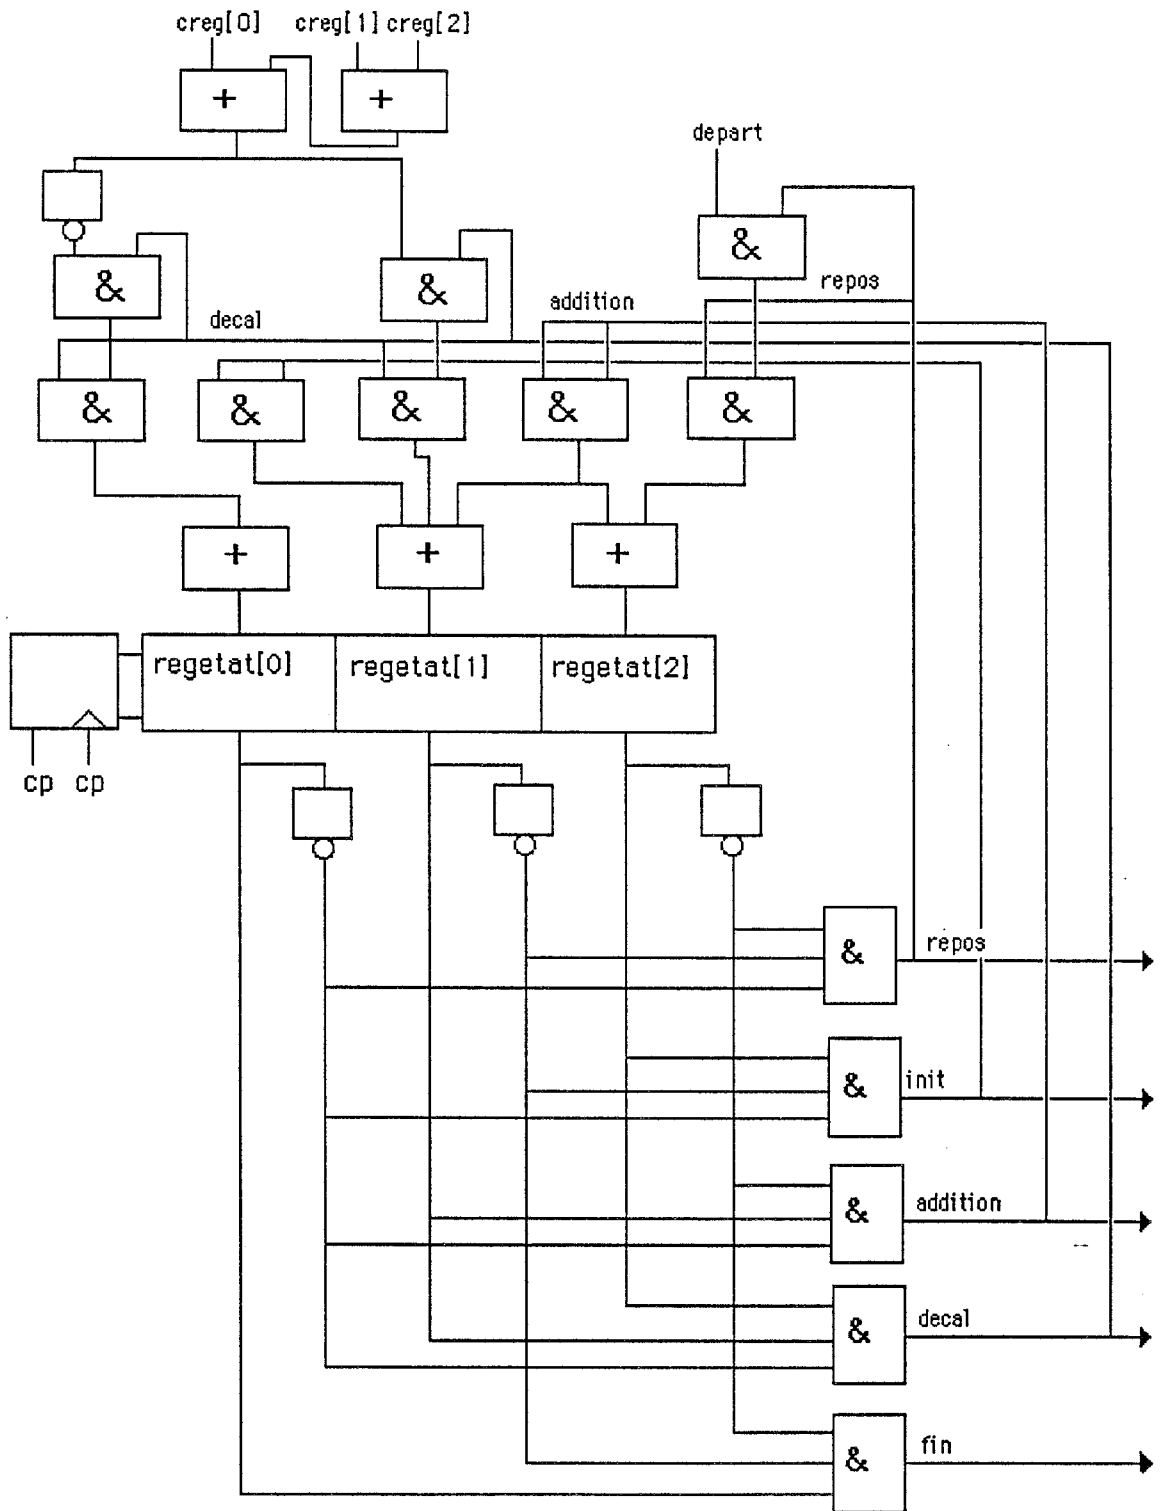 creg[0] creg[1] creg[2]
+ +
depart
&
& &
repos
addition
decal
& & & & &
+ + +
regetat[0] regetat[1] regetat[2]
cp cp
& repos
& init
& addition
& decal
& fin